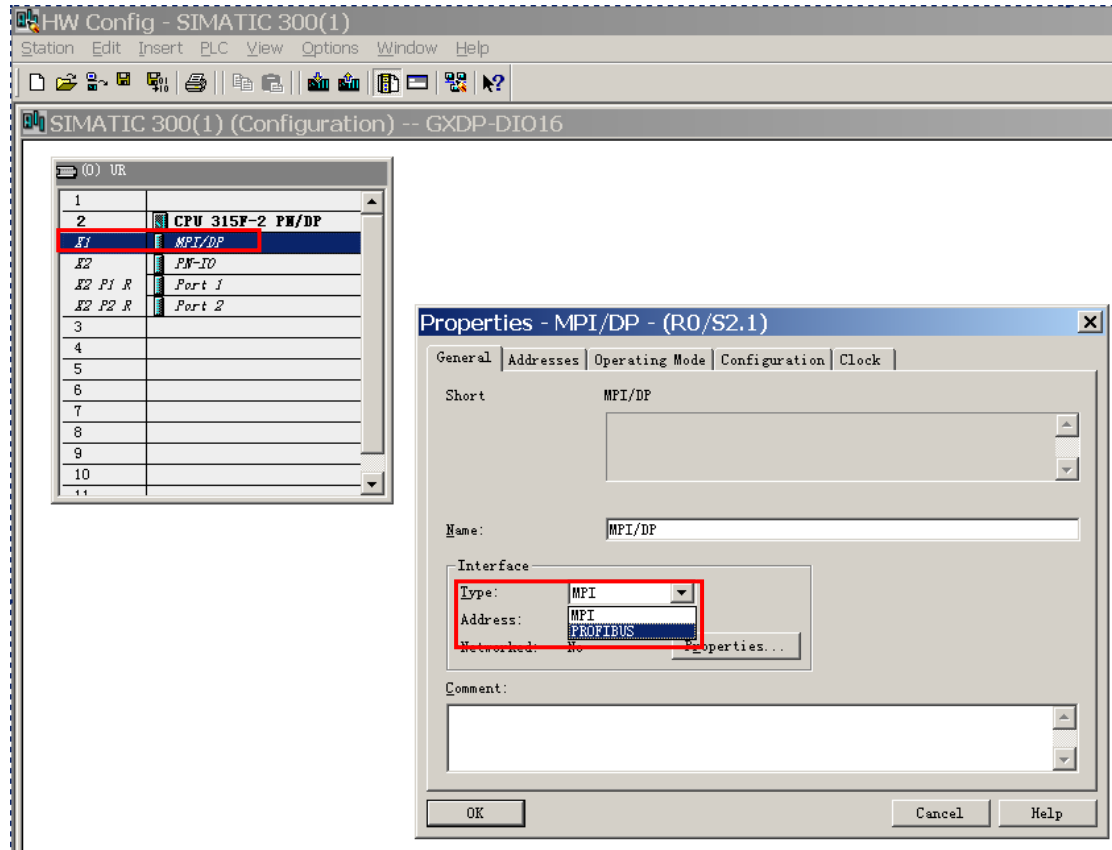 HW Config - SIMATIC 300(1)
Station Edit Insert PLC View Options Window Help
SIMATIC 300(1) (Configuration) -- GXDP-DIO16
(0) UR
1
2 CPU 315F-2 PN/DP
X1 MPI/DP
X2 PN-IO
X2 P1 R Port 1
X2 P2 R Port 2
3
4
5
6
7
8
9
10
11
Properties - MPI/DP - (R0/S2.1)
General Addresses Operating Mode Configuration Clock
Short MPI/DP
Name: MPI/DP
Interface
Type: MPI
Address: MPI
PROFIBUS
Networked: No Properties...
Comment:
OK Cancel Help